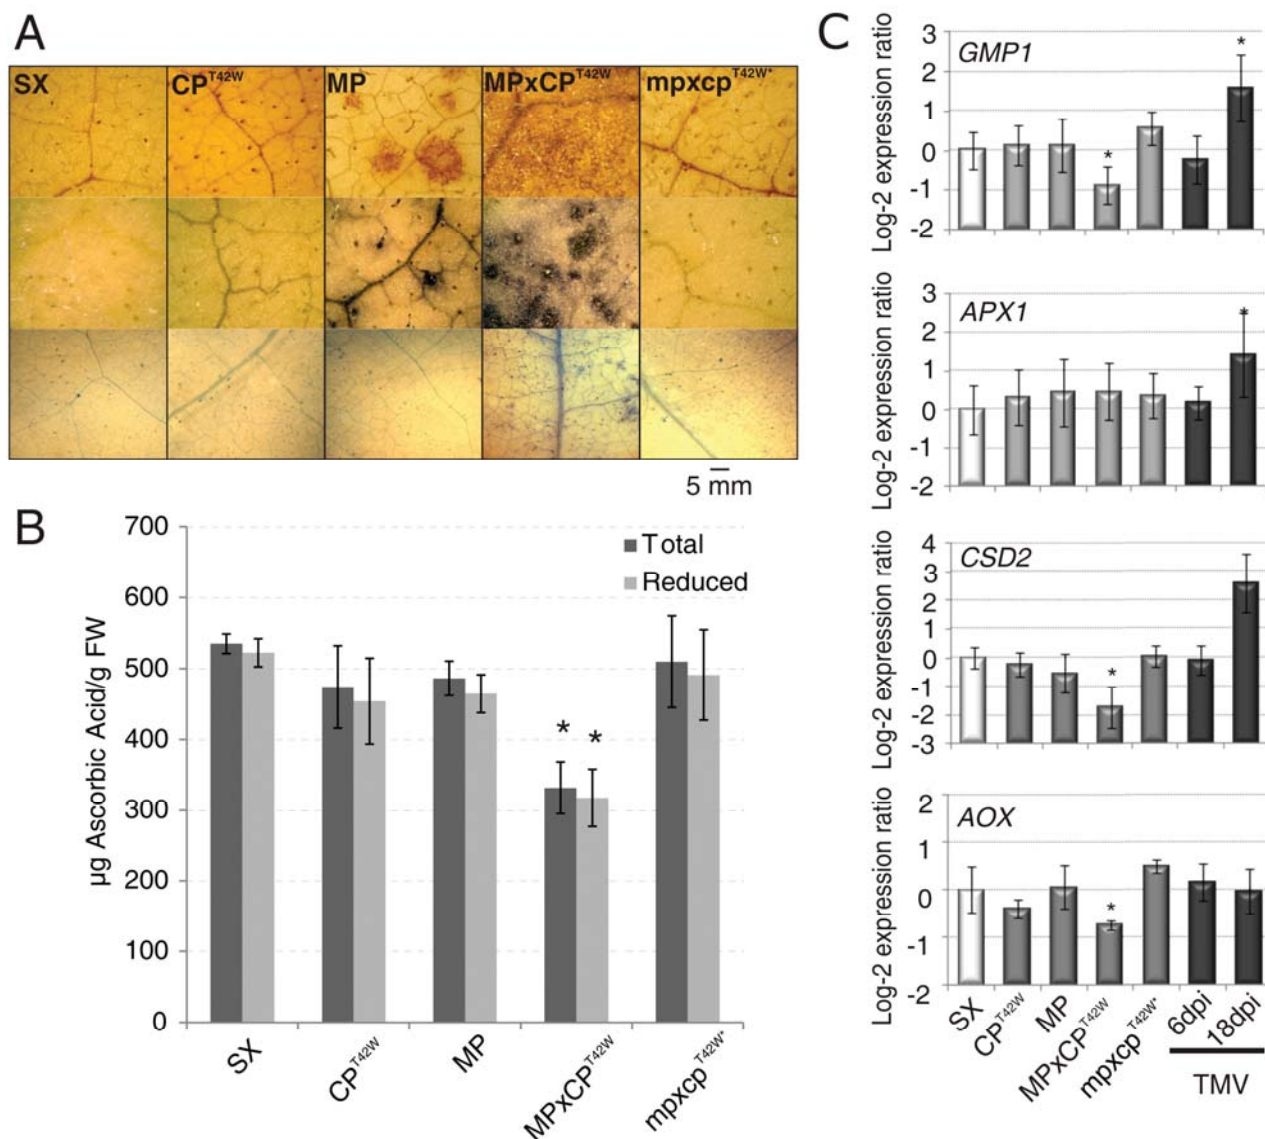 A
SX CP^T42W MP MPxCP^T42W mpxcp^T42W*
5 mm
B
µg Ascorbic Acid/g FW
700
600
500
400
300
200
100
0
Total
Reduced
* *
SX CP^T42W MP MPxCP^T42W mpxcp^T42W*
C
Log-2 expression ratio
GMP1
3
2
1
0
-1
-2
* *
Log-2 expression ratio
APX1
3
2
1
0
-1
-2
*
Log-2 expression ratio
CSD2
4
3
2
1
0
-1
-2
-3
*
Log-2 expression ratio
AOX
2
1
0
-1
-2
*
SX CP^T42W MP MPxCP^T42W mpxcp^T42W* 6dpi 18dpi
TMV